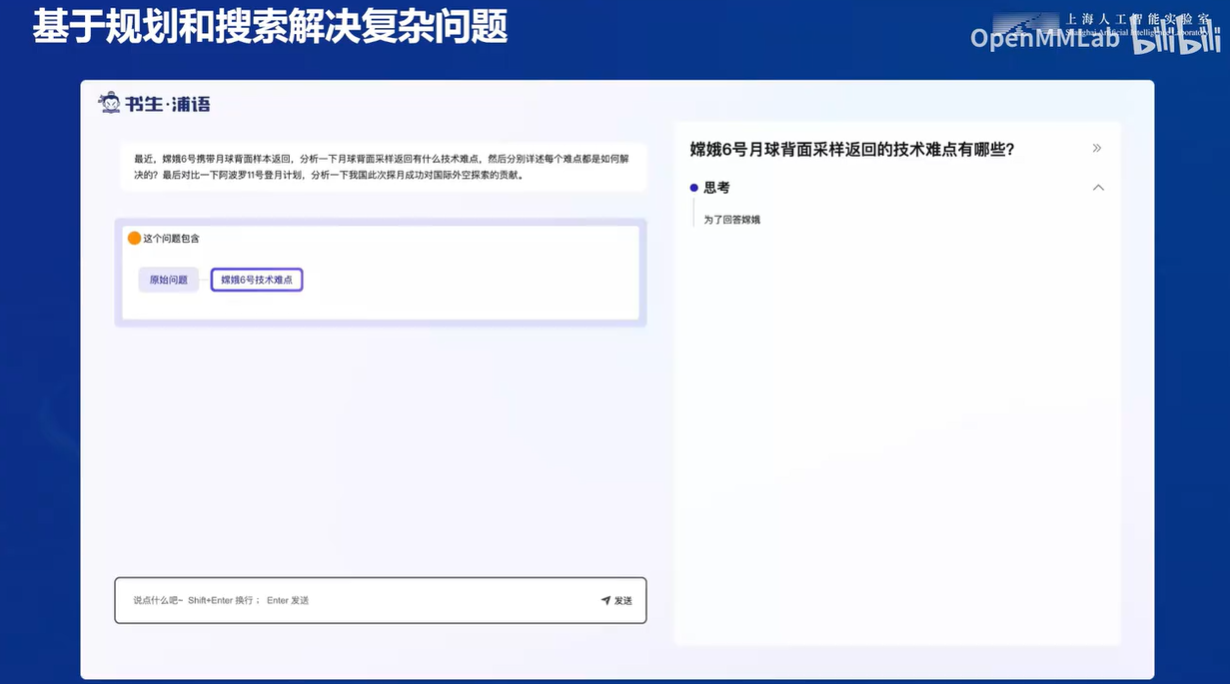 基于规划和搜索解决复杂问题
上海人工智能实验室
Shanghai Artificial Intelligence Laboratory
OpenMMLab bilibili
书生·浦语
最近，嫦娥6号携带月球背面样本返回，分析一下月球背面采样返回有什么技术难点，然后分别详述每个难点都是如何解
决的？最后对比一下阿波罗11号登月计划，分析一下我国此次探月成功对国际外空探索的贡献。
这个问题包含
原始问题
嫦娥6号技术难点
说点什么吧~ Shift+Enter 换行； Enter 发送
发送
嫦娥6号月球背面采样返回的技术难点有哪些?
思考
为了回答嫦娥